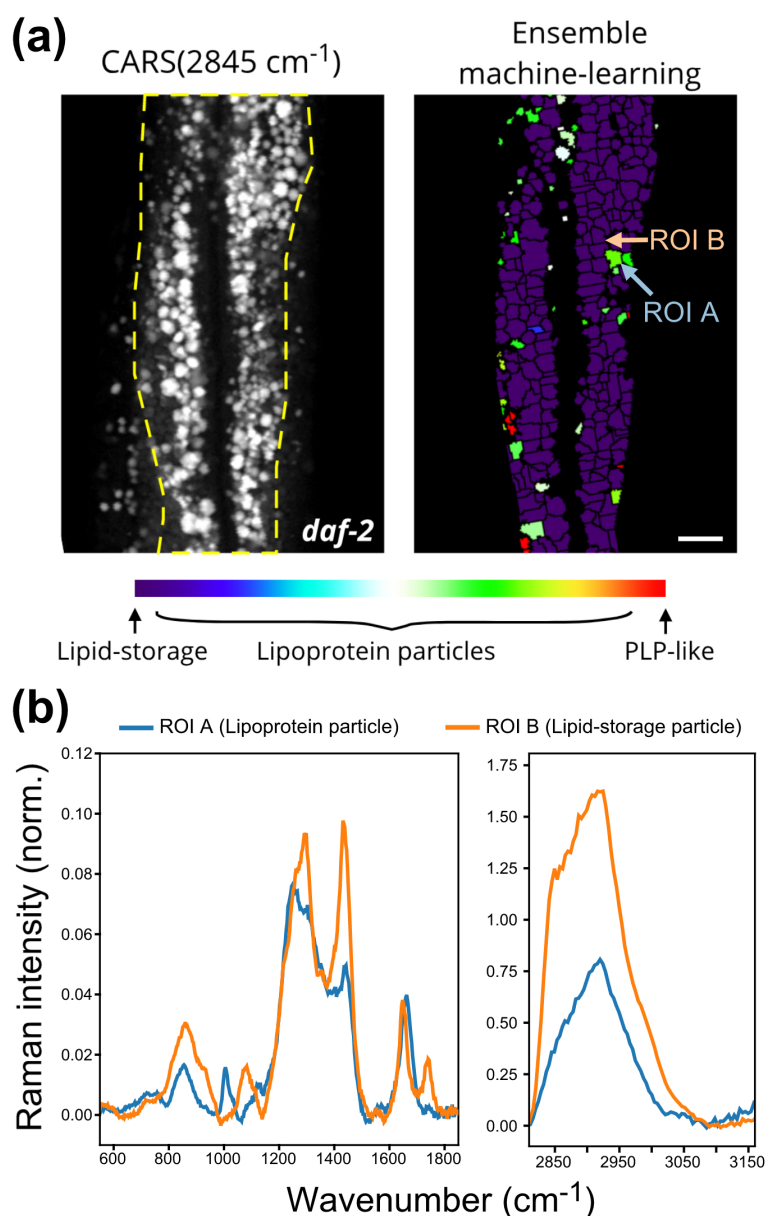 (a)
CARS(2845 cm-1)
Ensemble
machine-learning
ROI B
ROI A
daf-2
Lipid-storage
Lipoprotein particles
PLP-like
(b)
ROI A (Lipoprotein particle)
ROI B (Lipid-storage particle)
Raman intensity (norm.)
0.12
0.10
0.08
0.06
0.04
0.02
0.00
600 800 1000 1200 1400 1600 1800
1.75
1.50
1.25
1.00
0.75
0.50
0.25
0.00
2850 2950 3050 3150
Wavenumber (cm-1)